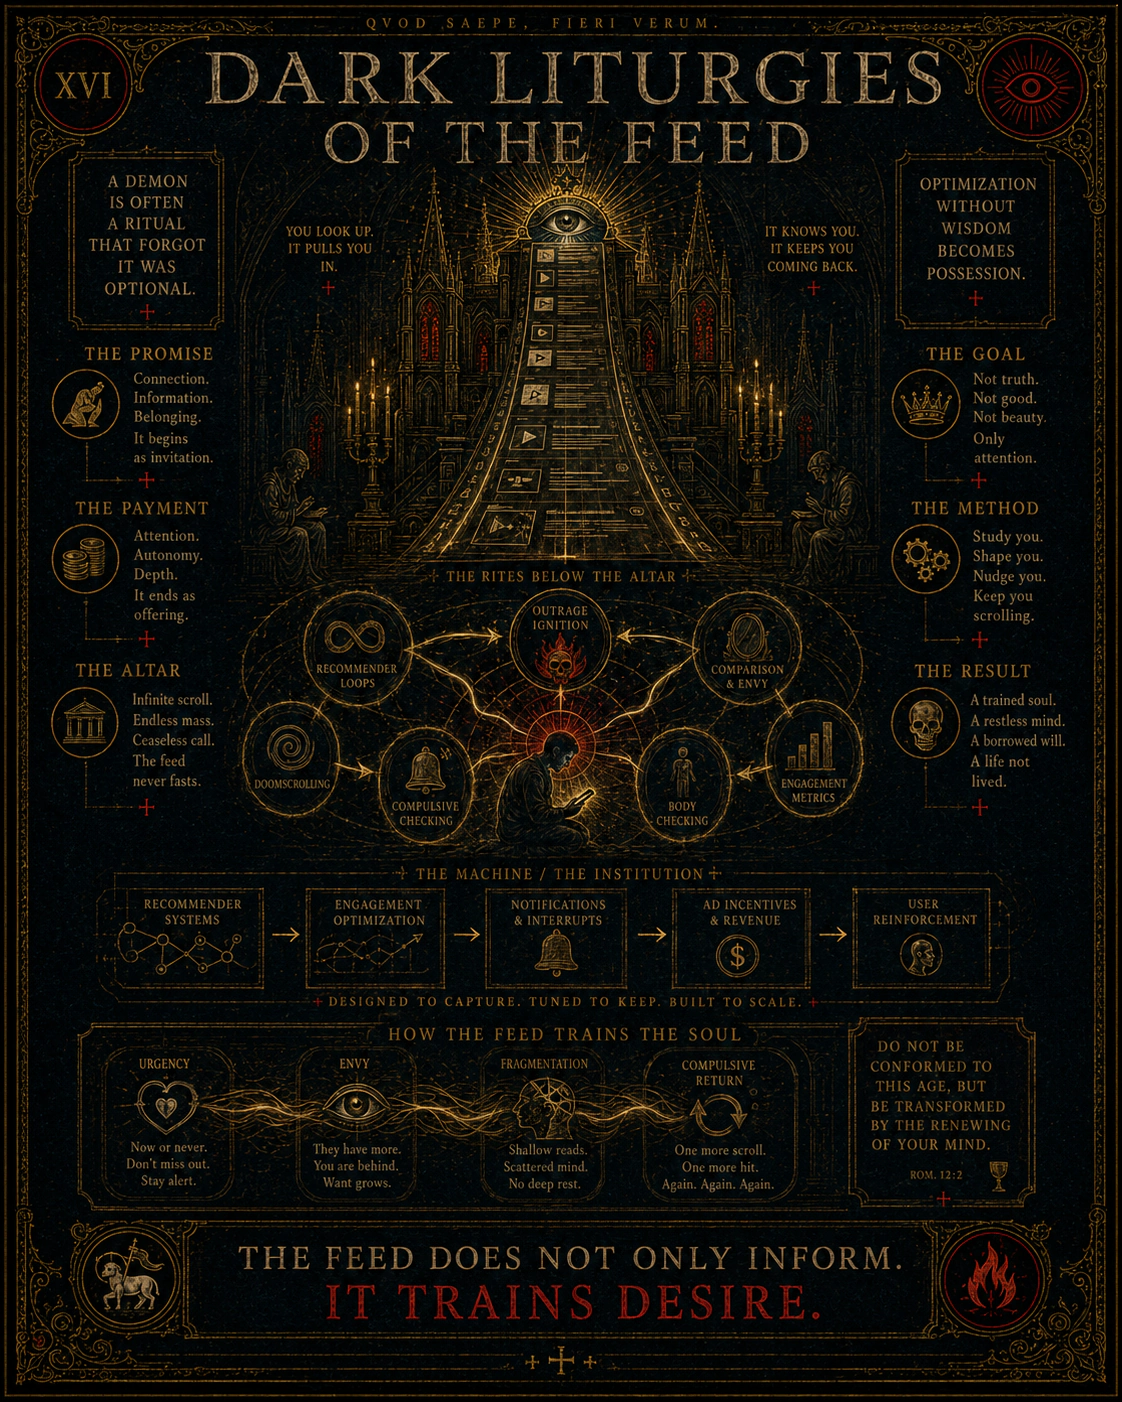 QVOD SAEPE, FIERI VERUM.
XVI
DARK LITURGIES
OF THE FEED
A DEMON
IS OFTEN
A RITUAL
THAT FORGOT
IT WAS
OPTIONAL.
YOU LOOK UP.
IT PULLS YOU
IN.
IT KNOWS YOU.
IT KEEPS YOU
COMING BACK.
OPTIMIZATION
WITHOUT
WISDOM
BECOMES
POSSESSION.
THE PROMISE
Connection.
Information.
Belonging.
It begins
as invitation.
THE PAYMENT
Attention.
Autonomy.
Depth.
It ends as
offering.
THE ALTAR
Infinite scroll.
Endless mass.
Ceaseless call.
The feed
never fasts.
THE GOAL
Not truth.
Not good.
Not beauty.
Only
attention.
THE METHOD
Study you.
Shape you.
Nudge you.
Keep you
scrolling.
THE RESULT
A trained soul.
A restless mind.
A borrowed will.
A life not
lived.
THE RITES BELOW THE ALTAR
RECOMMENDER
LOOPS
OUTRAGE
IGNITION
COMPARISON
& ENVY
DOOMSCROLLING
COMPULSIVE
CHECKING
BODY
CHECKING
ENGAGEMENT
METRICS
THE MACHINE / THE INSTITUTION
RECOMMENDER
SYSTEMS
ENGAGEMENT
OPTIMIZATION
NOTIFICATIONS
& INTERRUPTS
AD INCENTIVES
& REVENUE
$
USER
REINFORCEMENT
DESIGNED TO CAPTURE. TUNED TO KEEP. BUILT TO SCALE.
HOW THE FEED TRAINS THE SOUL
URGENCY
Now or never.
Don't miss out.
Stay alert.
ENVY
They have more.
You are behind.
Want grows.
FRAGMENTATION
Shallow reads.
Scattered mind.
No deep rest.
COMPULSIVE
RETURN
One more scroll.
One more hit.
Again. Again. Again.
DO NOT BE
CONFORMED TO
THIS AGE, BUT
BE TRANSFORMED
BY THE RENEWING
OF YOUR MIND.
ROM. 12:2
THE FEED DOES NOT ONLY INFORM.
IT TRAINS DESIRE.